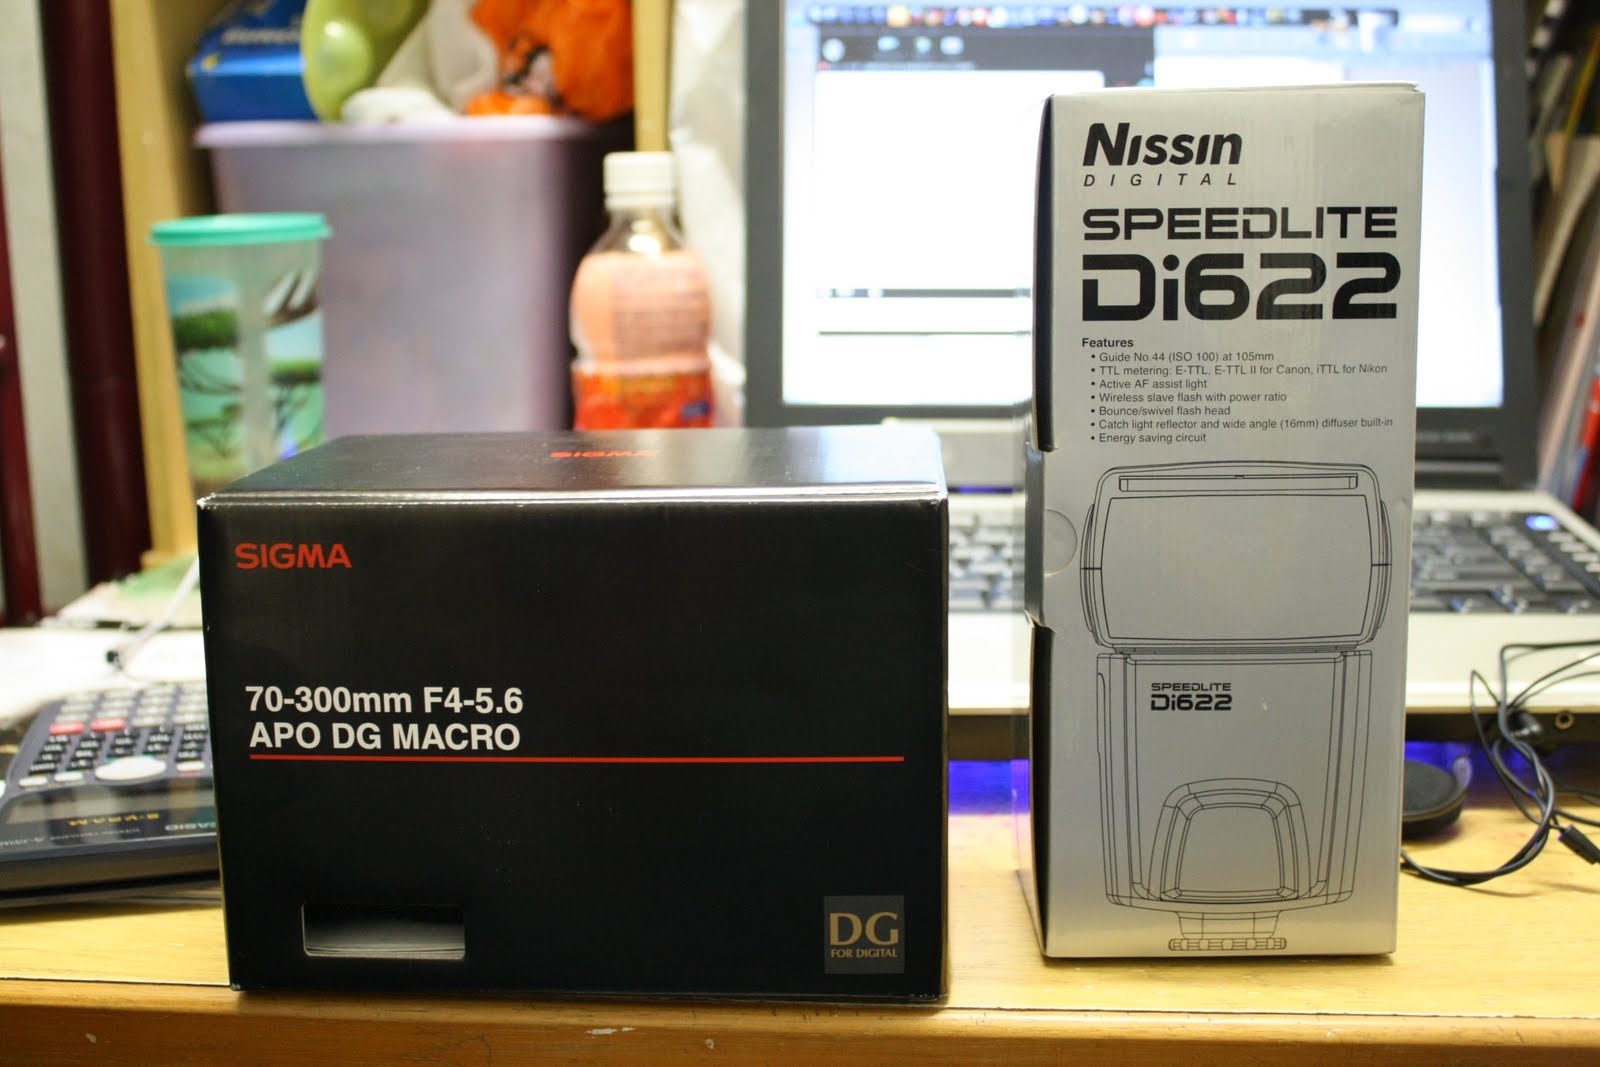 SIGMA
SIGMA
70-300mm F4-5.6
APO DG MACRO
DG
FOR DIGITAL
NISSIN
DIGITAL
SPEEDLITE
Di622
Features
• Guide No.44 (ISO 100) at 105mm
• TTL metering: E-TTL, E-TTL II for Canon, iTTL for Nikon
• Active AF assist light
• Wireless slave flash with power ratio
• Bounce/swivel flash head
• Catch light reflector and wide angle (16mm) diffuser built-in
• Energy saving circuit
SPEEDLITE
Di622
CASIO